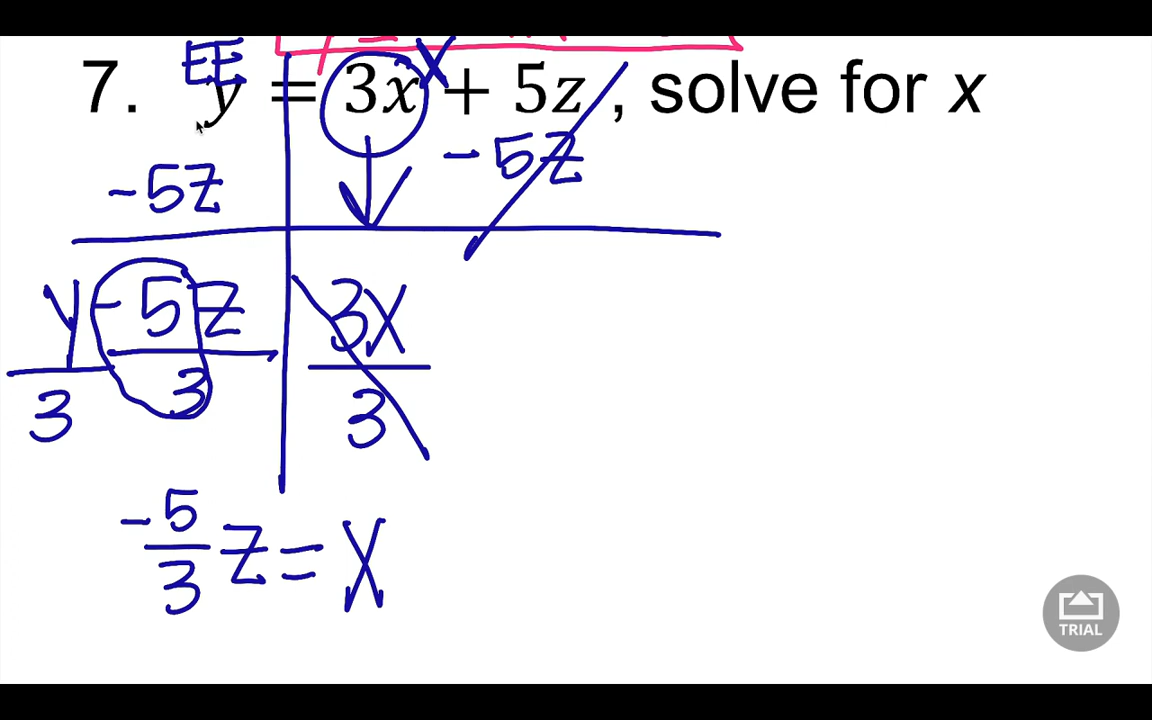 7. y = 3x + 5z , solve for x
-5z - 5z
y - 5z 3x
3 3 3
-5
3 z = x
TRIAL